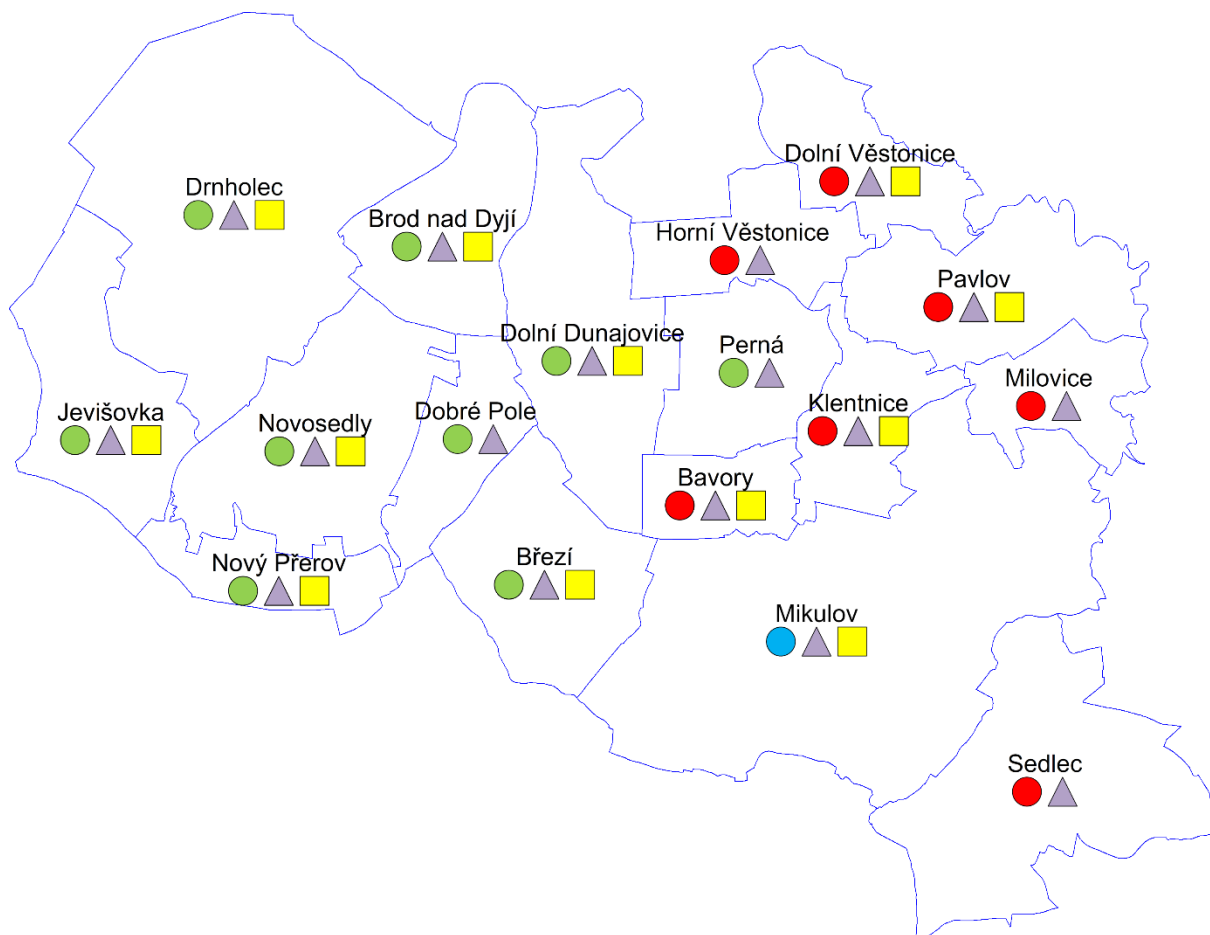 Dolní Věstonice
Drnholec
Brod nad Dyjí
Horní Věstonice
Pavlov
Dolní Dunajovice
Perná
Milovice
Jevišovka
Novosedly
Dobré Pole
Klentnice
Bavory
Nový Přerov
Březí
Mikulov
Sedlec